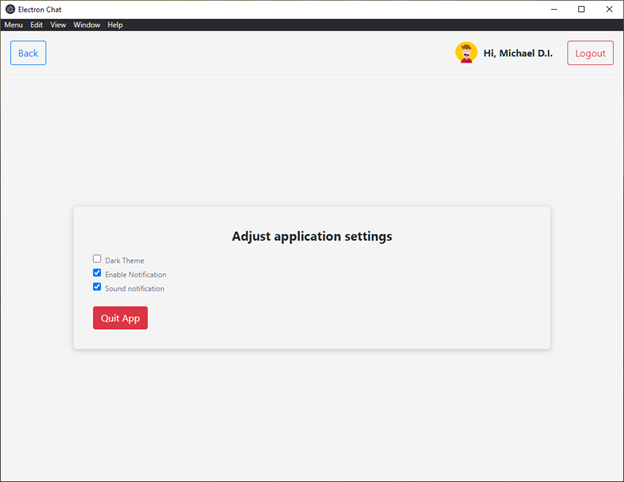 Electron Chat
Menu Edit View Window Help
Back Hi, Michael D.I. Logout
Adjust application settings
Dark Theme
Enable Notification
Sound notification
Quit App